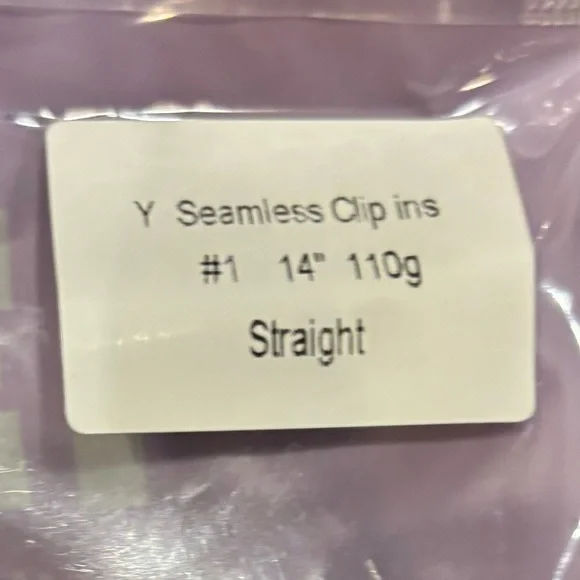 Y Seamless Clip ins
#1 14" 110g
Straight